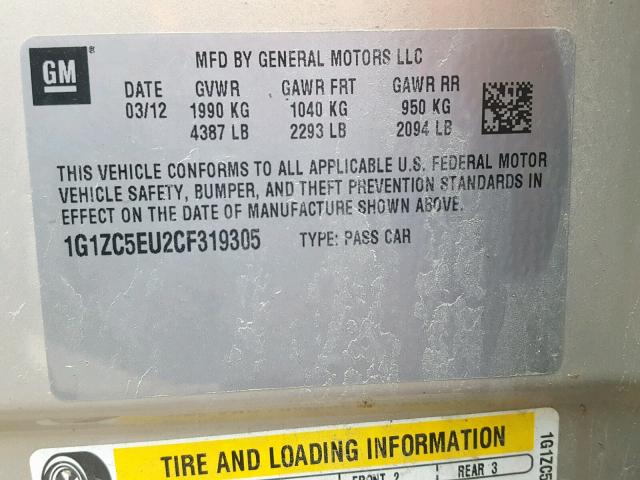 GM ®
MFD BY GENERAL MOTORS LLC
DATE GVWR GAWR FRT GAWR RR
03/12 1990 KG 1040 KG 950 KG
4387 LB 2293 LB 2094 LB
THIS VEHICLE CONFORMS TO ALL APPLICABLE U.S. FEDERAL MOTOR
VEHICLE SAFETY, BUMPER, AND THEFT PREVENTION STANDARDS IN
EFFECT ON THE DATE OF MANUFACTURE SHOWN ABOVE.
1G1ZC5EU2CF319305 TYPE: PASS CAR
TIRE AND LOADING INFORMATION
FRONT 2 REAR 3
1G1ZC5